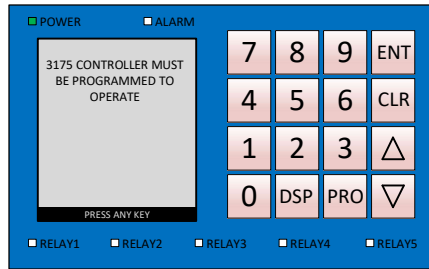 POWER ALARM
3175 CONTROLLER MUST
BE PROGRAMMED TO
OPERATE
PRESS ANY KEY
7 8 9 ENT
4 5 6 CLR
1 2 3
0 DSP PRO
RELAY1 RELAY2 RELAY3 RELAY4 RELAY5